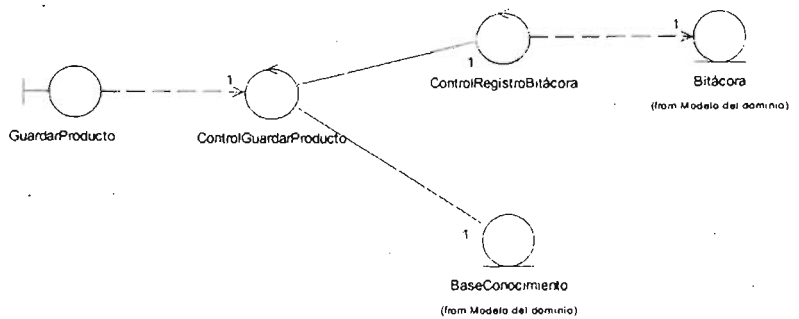 1
1
ControlRegistroBitácora
Bitácora
(from Modelo del dominio)
1
GuardarProducto
ControlGuardarProducto
1
BaseConocimiento
(from Modelo del dominio)